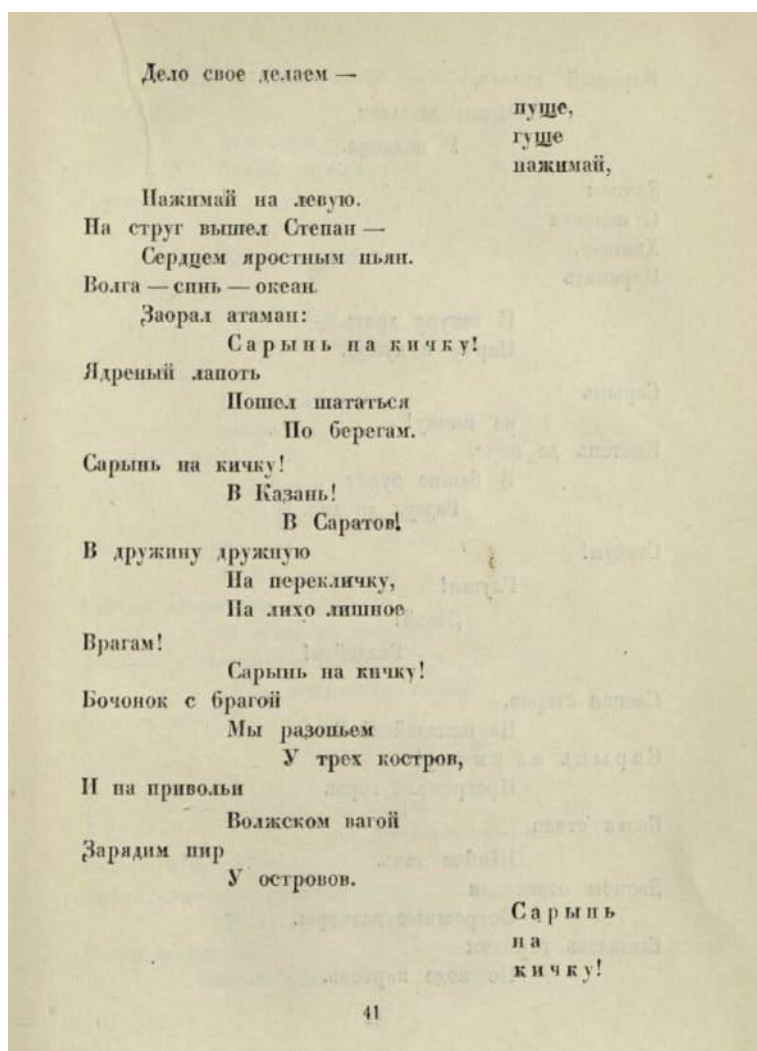 Дело свое делаем —
пуще,
гуще
нажимай,
Нажимай на левую.
На струг вышел Степан —
Сердцем яростным пьян.
Волга — синь — океан.
Заорал атаман:
Сарынь на кичку!
Ядреный лапоть
Пошел шататься
По берегам.
Сарынь на кичку!
В Казань!
В Саратов!
В дружину дружную
На перекличку,
На лихо лишное
Врагам!
Сарынь на кичку!
Бочонок с брагой
Мы разопьем
У трех костров,
И на привольи
Волжском вагой
Зарядим пир
У островов.
Сарынь
на
кичку!
41